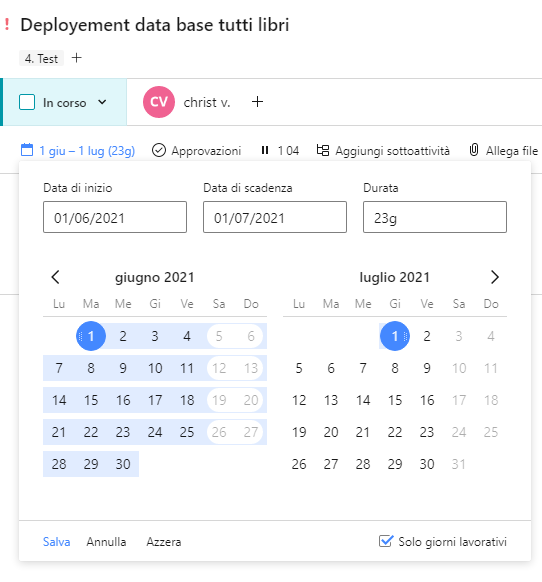 ! Deployement data base tutti libri
4. Test +
In corso CV christ v. +
1 giu – 1 lug (23g) Approvazioni 1 04 Aggiungi sottoattività Allega file
Data di inizio Data di scadenza Durata
01/06/2021 01/07/2021 23g
giugno 2021 luglio 2021
Lu Ma Me Gi Ve Sa Do Lu Ma Me Gi Ve Sa Do
1 2 3 4 5 6 1 2 3 4
7 8 9 10 11 12 13 5 6 7 8 9 10 11
14 15 16 17 18 19 20 12 13 14 15 16 17 18
21 22 23 24 25 26 27 19 20 21 22 23 24 25
28 29 30 26 27 28 29 30 31
Salva Annulla Azzera Solo giorni lavorativi